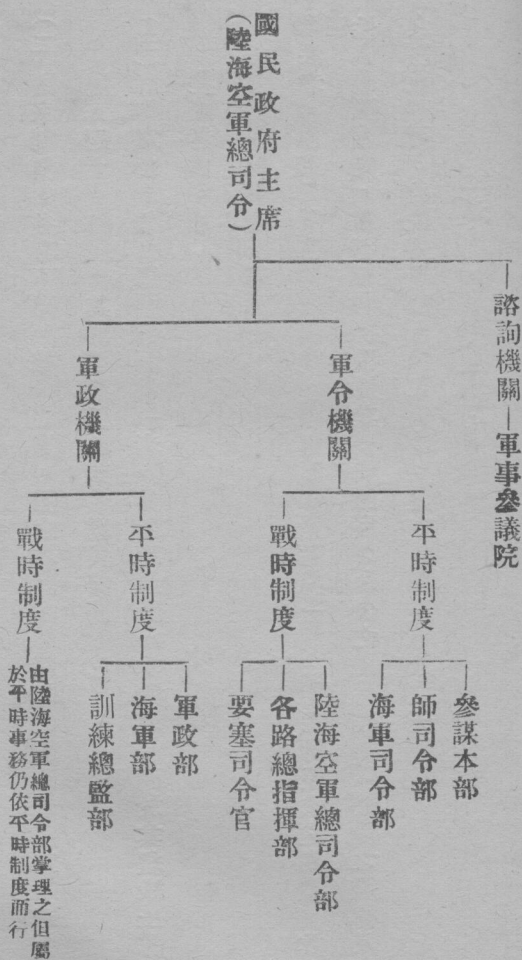 國民政府主席
(陸海空軍總司令)
諮詢機關
軍事參議院
軍令機關
平時制度
參謀本部
師司令部
海軍司令部
戰時制度
陸海空軍總司令部
各路總指揮部
要塞司令官
軍政機關
平時制度
軍政部
海軍部
訓練總監部
戰時制度
由陸海空軍總司令部掌理之但屬
於平時事務仍依平時制度而行